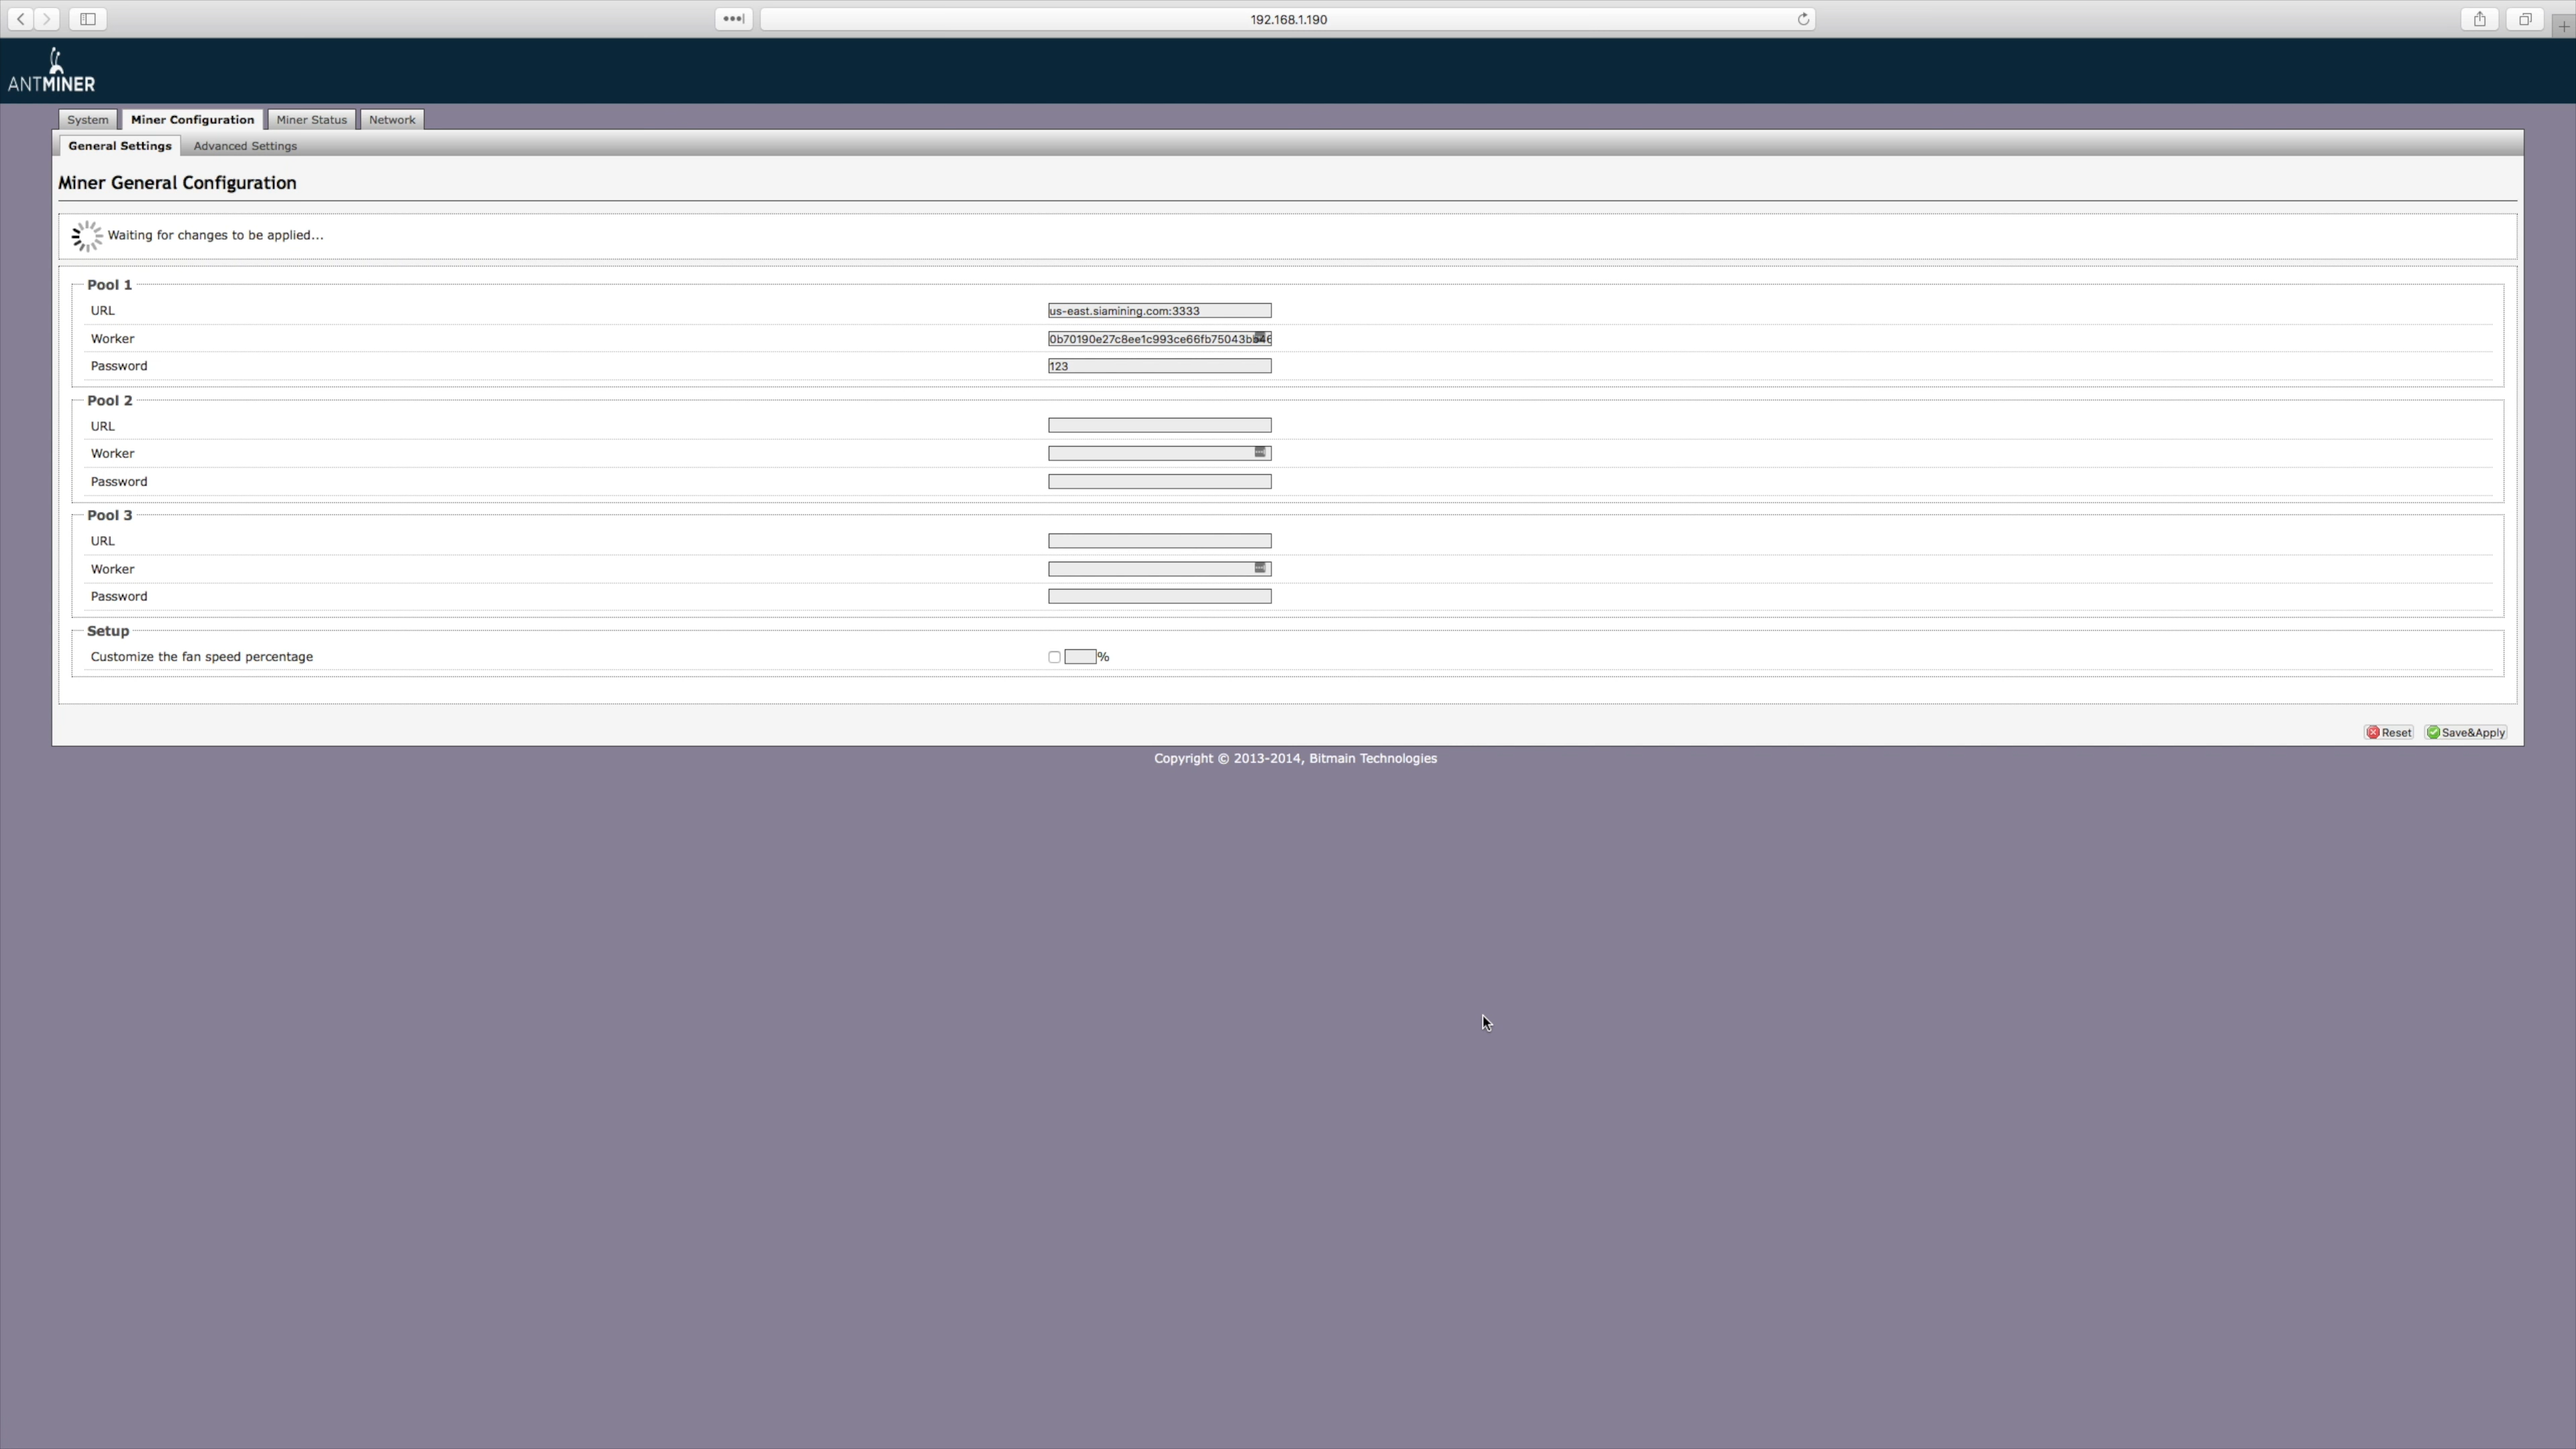 192.168.1.190
ANTMINER
System Miner Configuration Miner Status Network
General Settings Advanced Settings
Miner General Configuration
Waiting for changes to be applied...
Pool 1
URL us-east.siamining.com:3333
Worker
Password 123
Pool 2
URL
Worker
Password
Pool 3
URL
Worker
Password
Setup
Customize the fan speed percentage %
Reset Save&Apply
Copyright © 2013-2014, Bitmain Technologies